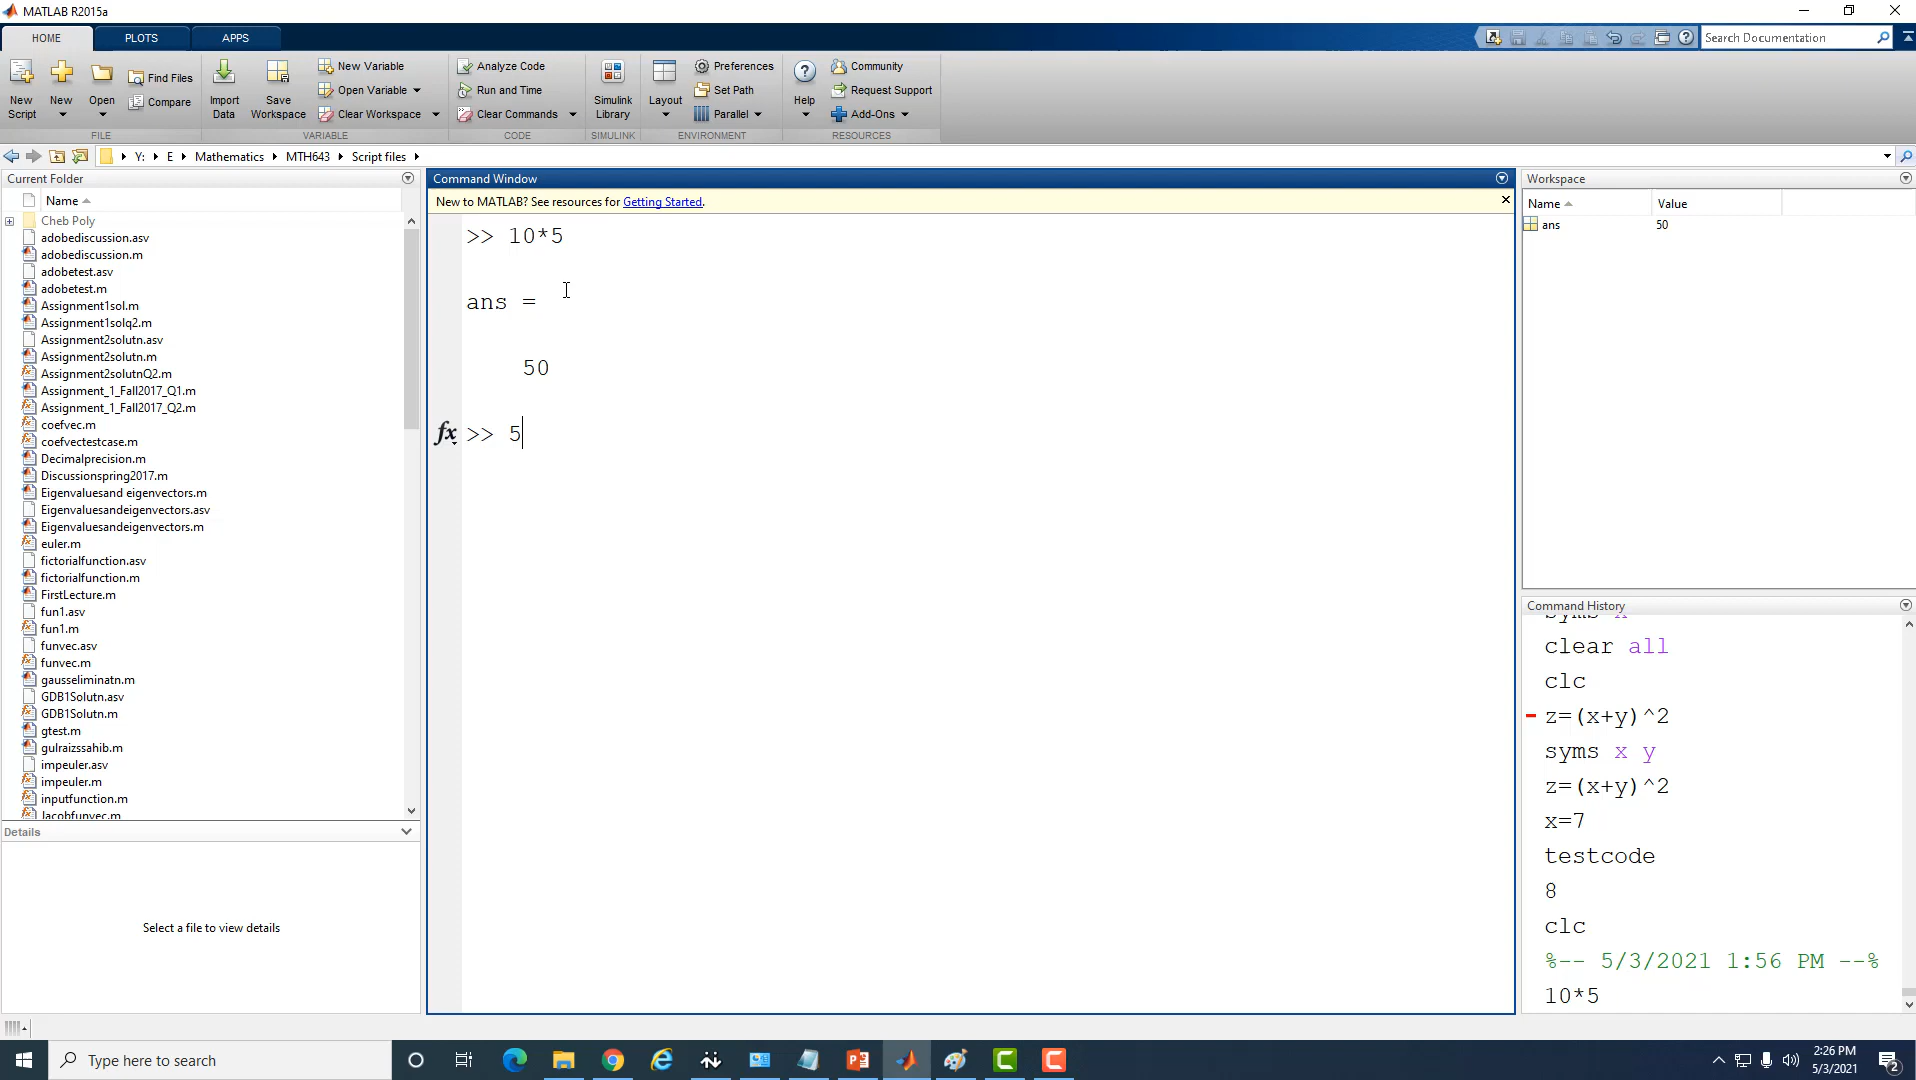 MATLAB R2015a
HOME PLOTS APPS
Search Documentation
New Script
New
Open
Find Files
Compare
FILE
Import Data
Save Workspace
New Variable
Open Variable
Clear Workspace
VARIABLE
Analyze Code
Run and Time
Clear Commands
CODE
Simulink Library
SIMULINK
Layout
Preferences
Set Path
Parallel
ENVIRONMENT
Help
Community
Request Support
Add-Ons
RESOURCES
Y: E Mathematics MTH643 Script files
Current Folder
Name
Cheb Poly
adobediscussion.asv
adobediscussion.m
adobetest.asv
adobetest.m
Assignment1sol.m
Assignment1solq2.m
Assignment2solutn.asv
Assignment2solutn.m
Assignment2solutnQ2.m
Assignment_1_Fall2017_Q1.m
Assignment_1_Fall2017_Q2.m
coefvec.m
coefvectestcase.m
Decimalprecision.m
Discussionspring2017.m
Eigenvaluesand eigenvectors.m
Eigenvaluesandeigenvectors.asv
Eigenvaluesandeigenvectors.m
euler.m
fictorialfunction.asv
fictorialfunction.m
FirstLecture.m
fun1.asv
fun1.m
funvec.asv
funvec.m
gausseliminatn.m
GDB1Solutn.asv
GDB1Solutn.m
gtest.m
gulraizssahib.m
impeuler.asv
impeuler.m
inputfunction.m
Jacobfunvec.m
Details
Select a file to view details
Command Window
New to MATLAB? See resources for Getting Started.
>> 10*5
ans =
50
fx >> 5
Workspace
Name Value
ans 50
Command History
syms x
clear all
clc
z=(x+y)^2
syms x y
z=(x+y)^2
x=7
testcode
8
clc
%-- 5/3/2021 1:56 PM --%
10*5
Type here to search
2:26 PM
5/3/2021
2